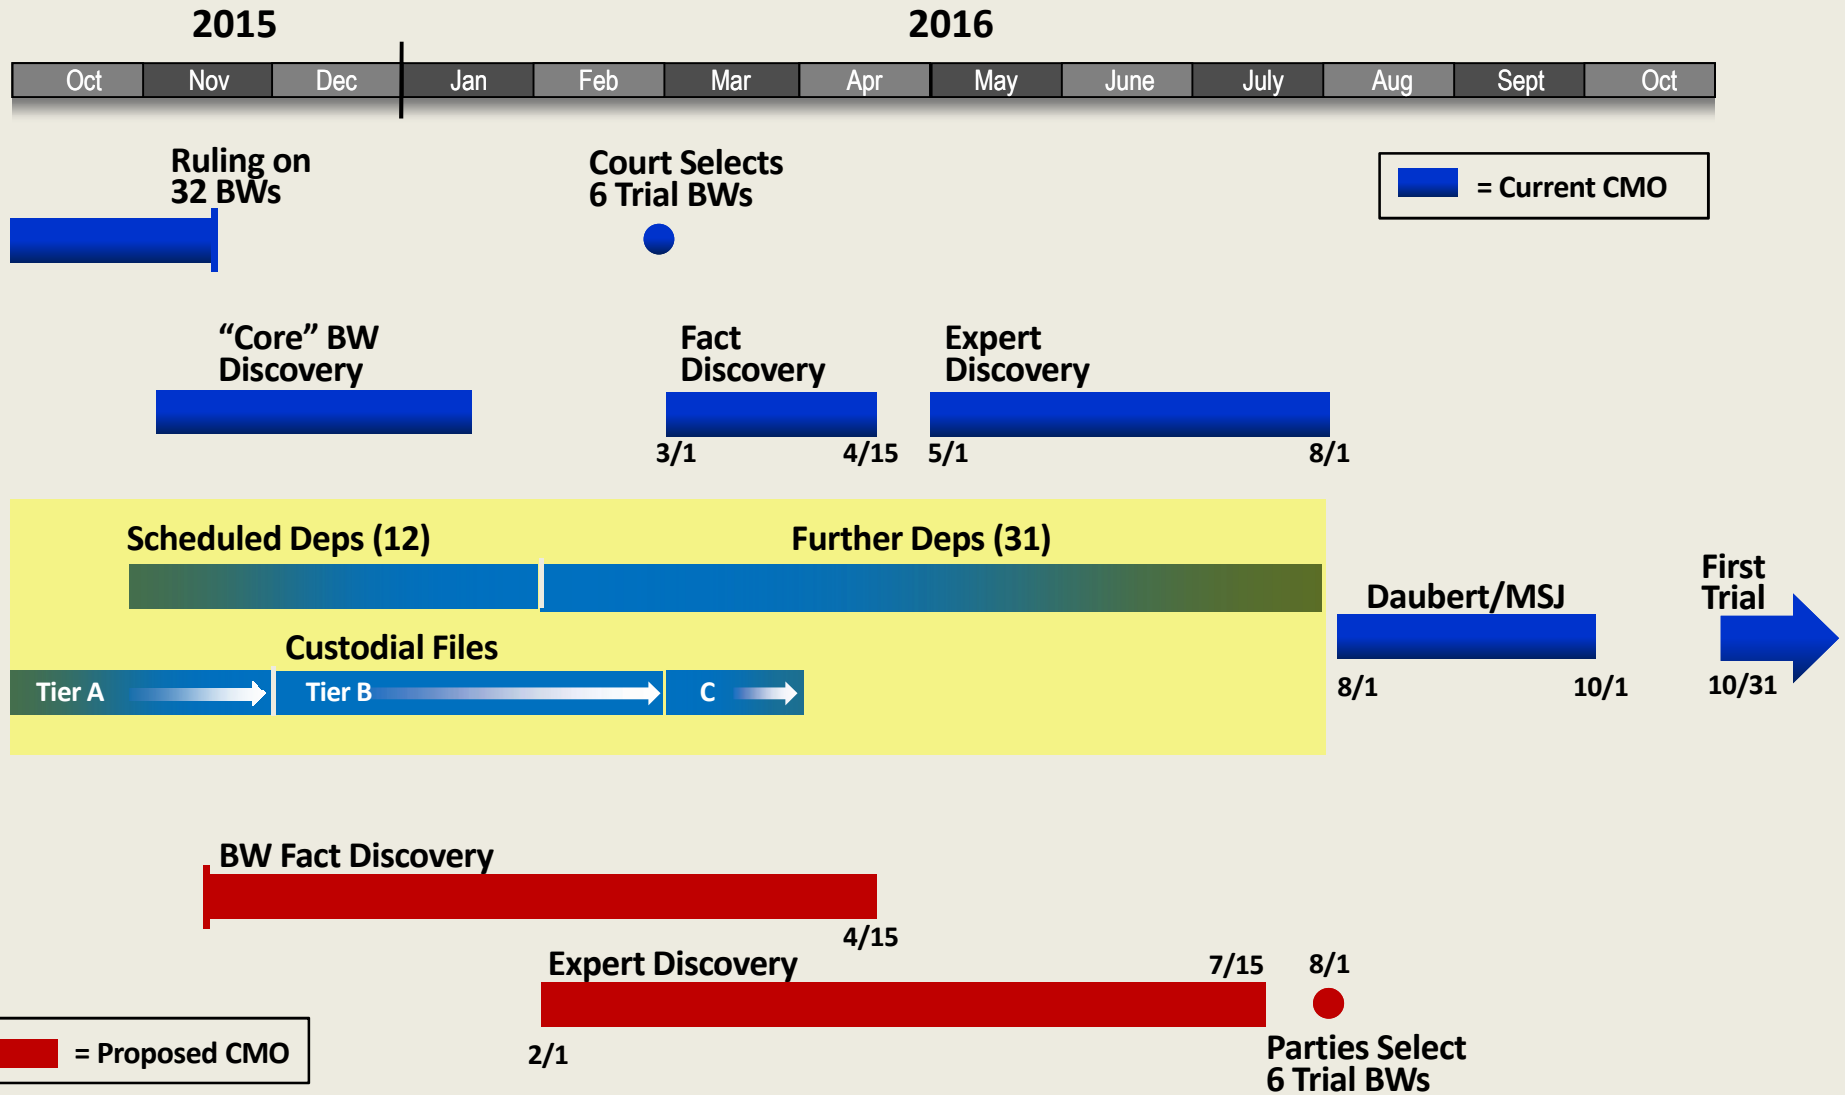 2015
2016
Oct Nov Dec Jan Feb Mar Apr May June July Aug Sept Oct
Ruling on
32 BWs
Court Selects
6 Trial BWs
= Current CMO
“Core” BW
Discovery
Fact
Discovery
Expert
Discovery
3/1
4/15
5/1
8/1
Scheduled Deps (12)
Further Deps (31)
Custodial Files
Tier A
Tier B
C
Daubert/MSJ
8/1
10/1
First
Trial
10/31
BW Fact Discovery
4/15
Expert Discovery
7/15
8/1
2/1
Parties Select
6 Trial BWs
= Proposed CMO